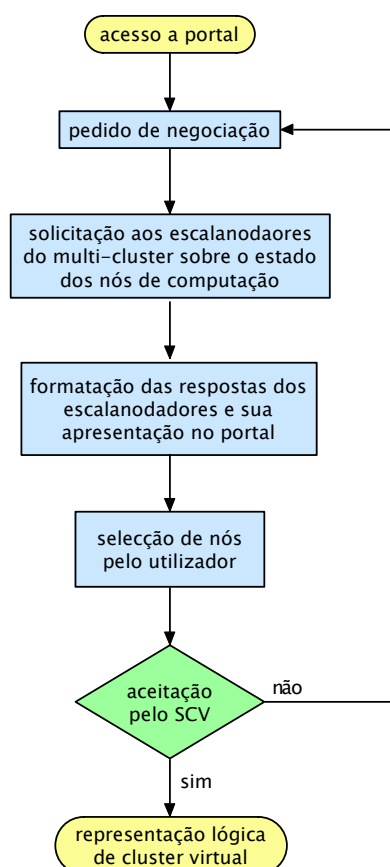 acesso a portal
pedido de negociação
solicitação aos escalanodaores
do multi-cluster sobre o estado
dos nós de computação
formatação das respostas dos
escalanodadores e sua
apresentação no portal
selecção de nós
pelo utilizador
aceitação
pelo SCV
não
sim
representação lógica
de cluster virtual